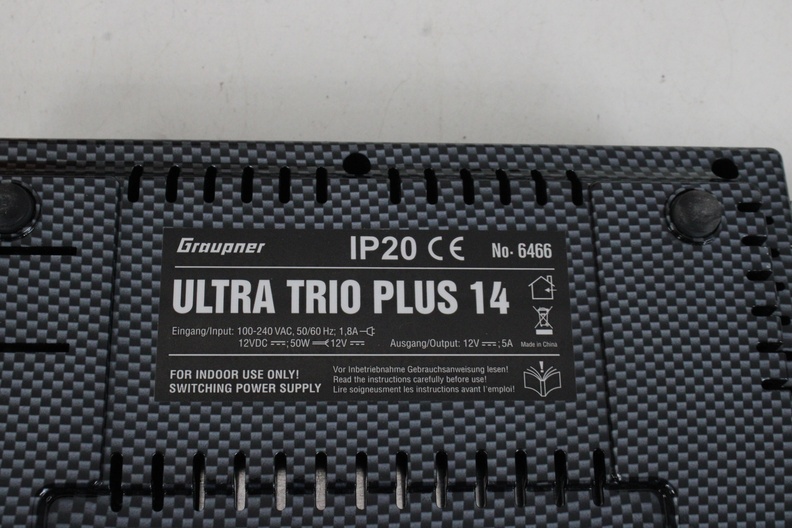 Graupner IP20 CE No. 6466
ULTRA TRIO PLUS 14
Eingang/Input: 100-240 VAC, 50/60 Hz; 1,8A
12VDC ; 50W 12V Ausgang/Output: 12V ; 5A
Made in China
FOR INDOOR USE ONLY!
SWITCHING POWER SUPPLY
Vor Inbetriebnahme Gebrauchsanweisung lesen!
Read the instructions carefully before use!
Lire soigneusment les instructions avant l'emploi!